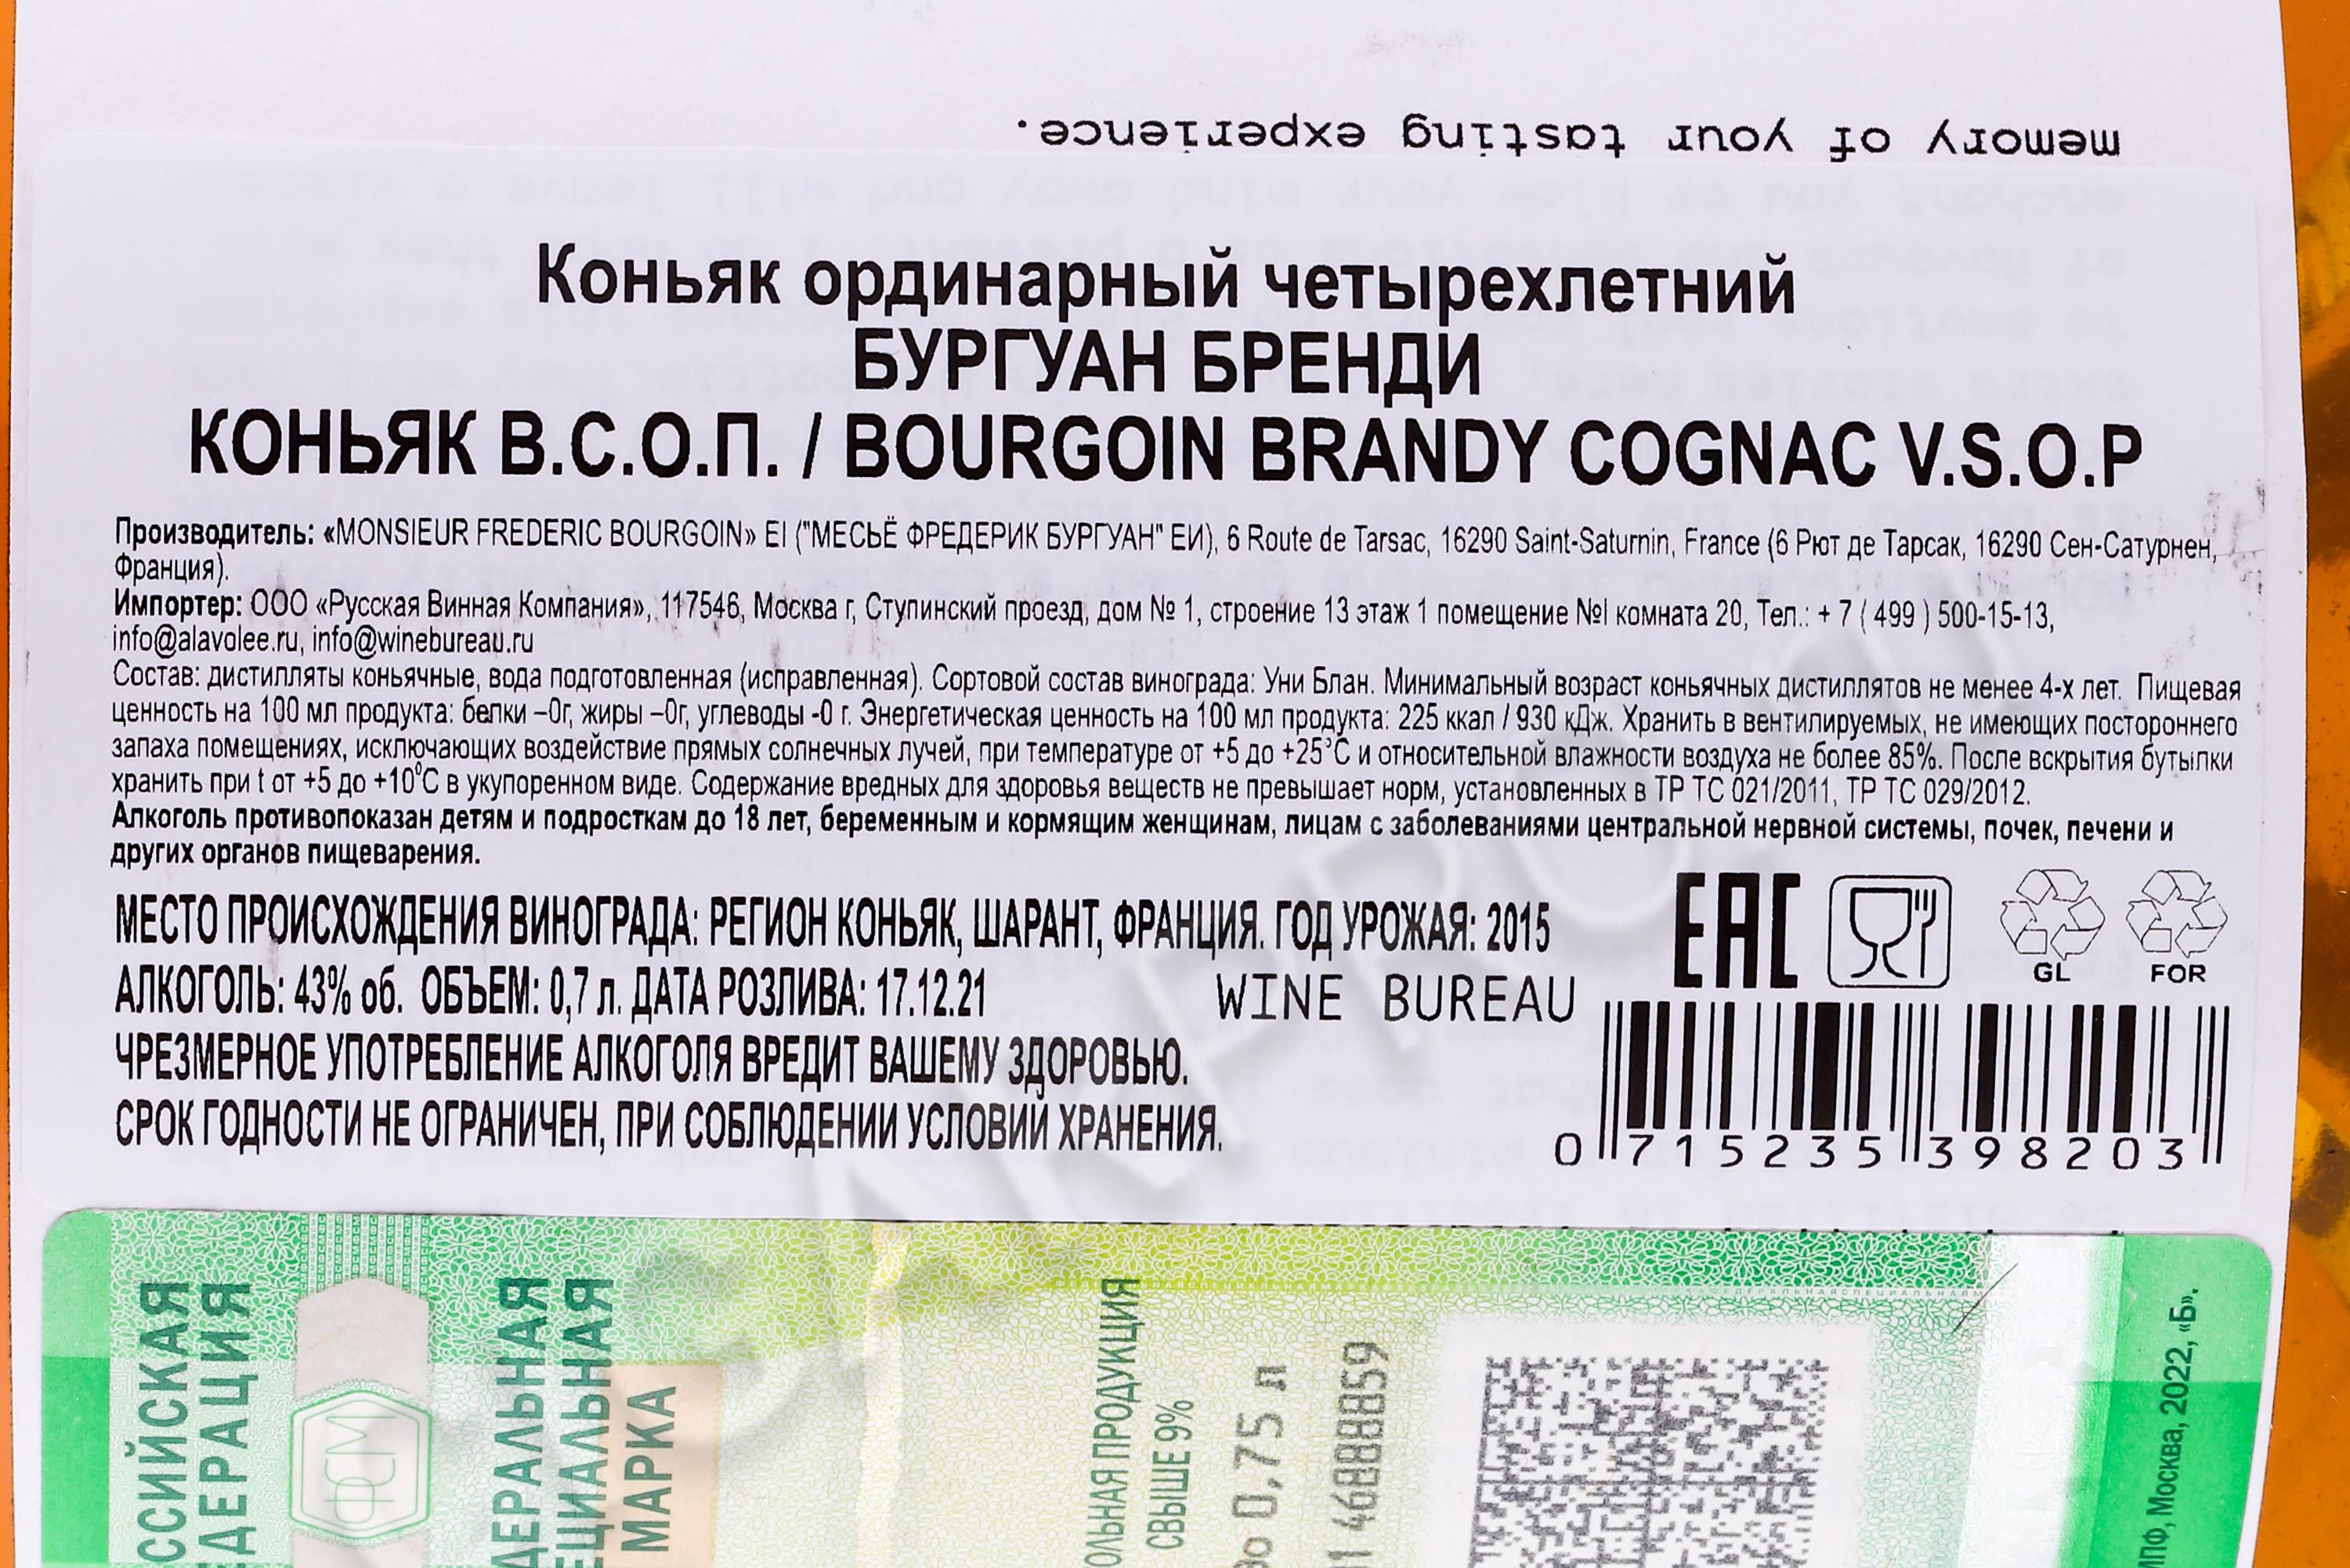 memory of your tasting experience.
Коньяк ординарный четырехлетний
БУРГУАН БРЕНДИ
КОНЬЯК В.С.О.П. / BOURGOIN BRANDY COGNAC V.S.O.P
Производитель: «MONSIEUR FREDERIC BOURGOIN» EI ("МЕСЬЁ ФРЕДЕРИК БУРГУАН" ЕИ), 6 Route de Tarsac, 16290 Saint-Saturnin, France (6 Рют де Тарсак, 16290 Сен-Сатурнен,
Франция).
Импортер: ООО «Русская Винная Компания», 117546, Москва г, Ступинский проезд, дом № 1, строение 13 этаж 1 помещение №I комната 20, Тел.: + 7 ( 499 ) 500-15-13,
info@alavolee.ru, info@winebureau.ru
Состав: дистилляты коньячные, вода подготовленная (исправленная). Сортовой состав винограда: Уни Блан. Минимальный возраст коньячных дистиллятов не менее 4-х лет. Пищевая
ценность на 100 мл продукта: белки –0г, жиры –0г, углеводы -0 г. Энергетическая ценность на 100 мл продукта: 225 ккал / 930 кДж. Хранить в вентилируемых, не имеющих постороннего
запаха помещениях, исключающих воздействие прямых солнечных лучей, при температуре от +5 до +25°С и относительной влажности воздуха не более 85%. После вскрытия бутылки
хранить при t от +5 до +10°С в укупоренном виде. Содержание вредных для здоровья веществ не превышает норм, установленных в ТР ТС 021/2011, ТР ТС 029/2012.
Алкоголь противопоказан детям и подросткам до 18 лет, беременным и кормящим женщинам, лицам с заболеваниями центральной нервной системы, почек, печени и
других органов пищеварения.
МЕСТО ПРОИСХОЖДЕНИЯ ВИНОГРАДА: РЕГИОН КОНЬЯК, ШАРАНТ, ФРАНЦИЯ. ГОД УРОЖАЯ: 2015
АЛКОГОЛЬ: 43% об. ОБЪЕМ: 0,7 л. ДАТА РОЗЛИВА: 17.12.21
WINE BUREAU
ЧРЕЗМЕРНОЕ УПОТРЕБЛЕНИЕ АЛКОГОЛЯ ВРЕДИТ ВАШЕМУ ЗДОРОВЬЮ.
СРОК ГОДНОСТИ НЕ ОГРАНИЧЕН, ПРИ СОБЛЮДЕНИИ УСЛОВИЙ ХРАНЕНИЯ.
EAC
GL
FOR
0 715235 398203
ССИЙСКАЯ
ДЕРАЦИЯ
ФСМ
ДЕРАЛЬНАЯ
ЕЦИАЛЬНАЯ
МАРКА
ОЛЬНАЯ ПРОДУКЦИЯ
СВЫШЕ 9%
до 0,75 л
01 46888859
МПФ, Москва, 2022, «Б».